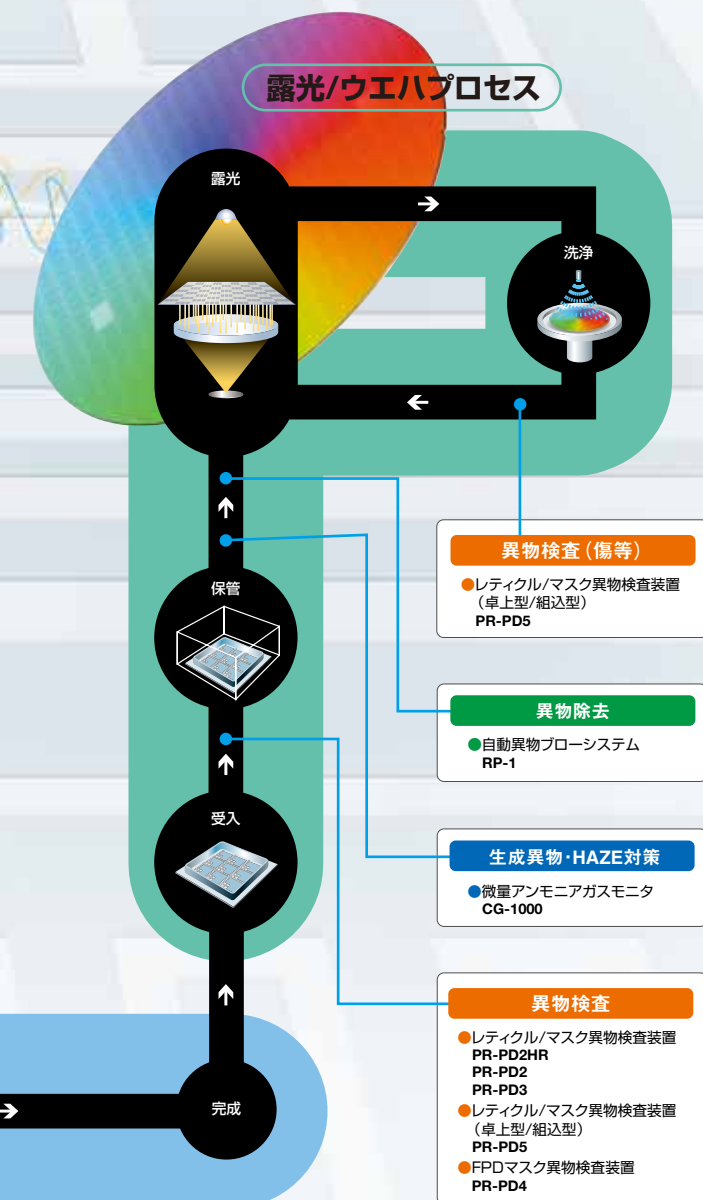 露光/ウエハプロセス
露光
洗浄
保管
受入
完成
異物検査（傷等）
●レティクル/マスク異物検査装置
（卓上型/組込型）
PR-PD5
異物除去
●自動異物ブローシステム
RP-1
生成異物・HAZE対策
●微量アンモニアガスモニタ
CG-1000
異物検査
●レティクル/マスク異物検査装置
PR-PD2HR
PR-PD2
PR-PD3
●レティクル/マスク異物検査装置
（卓上型/組込型）
PR-PD5
●FPDマスク異物検査装置
PR-PD4